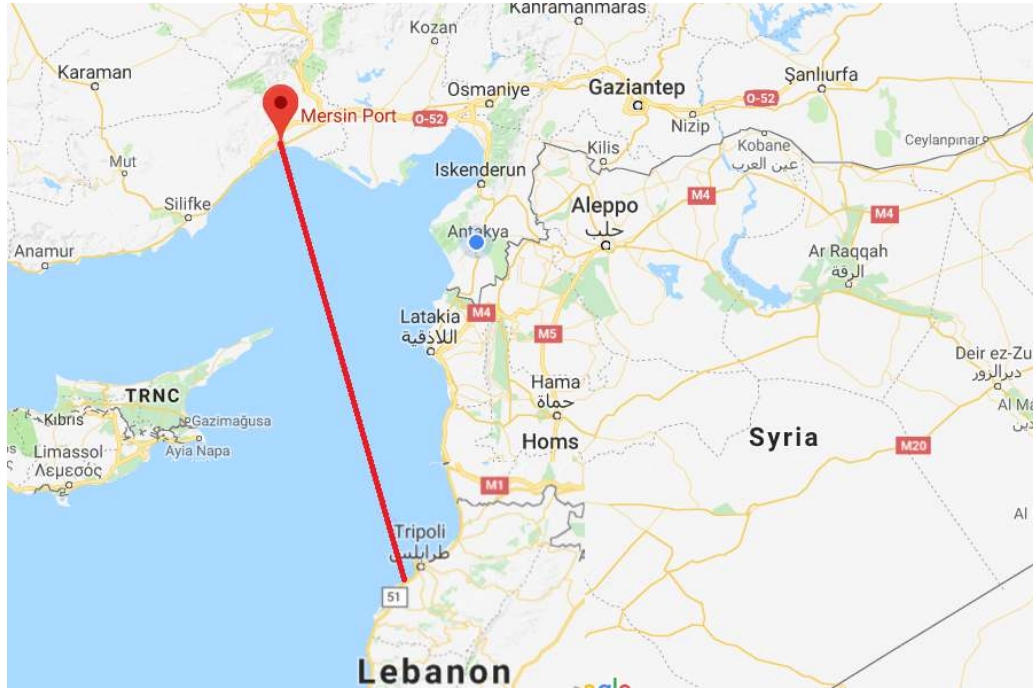 Kahramanmaraş
Kozan
Karaman
Osmaniye
Gaziantep
Şanlıurfa
O-52
Mersin Port
O-52
Nizip
Kobane
عين العرب
Ceylanpınar
Kilis
Mut
Iskenderun
Silifke
Aleppo
حلب
M4
M4
Antakya
Anamur
Ar Raqqah
الرقة
Latakia
اللاذقية
M4
M5
Deir ez-Zu
ديرالزور
TRNC
Hama
حماة
Al Ma
Kıbrıs
Gazimağusa
Limassol
Λεμεσός
Ayia Napa
Homs
Syria
M20
M1
Al
Tripoli
طرابلس
51
Lebanon